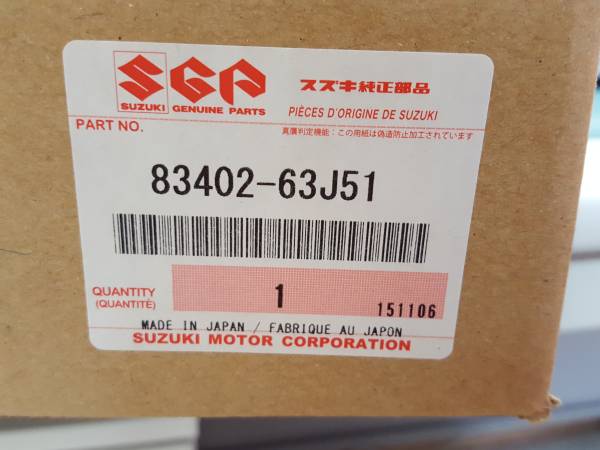 SGP
スズキ純正部品
SUZUKI GENUINE PARTS
PIÈCES D'ORIGINE DE SUZUKI
PART NO.
真贋判定機能：この用紙は偽造防止加工されています
83402-63J51
QUANTITY
(QUANTITÉ)
1
151106
MADE IN JAPAN / FABRIQUE AU JAPON
SUZUKI MOTOR CORPORATION